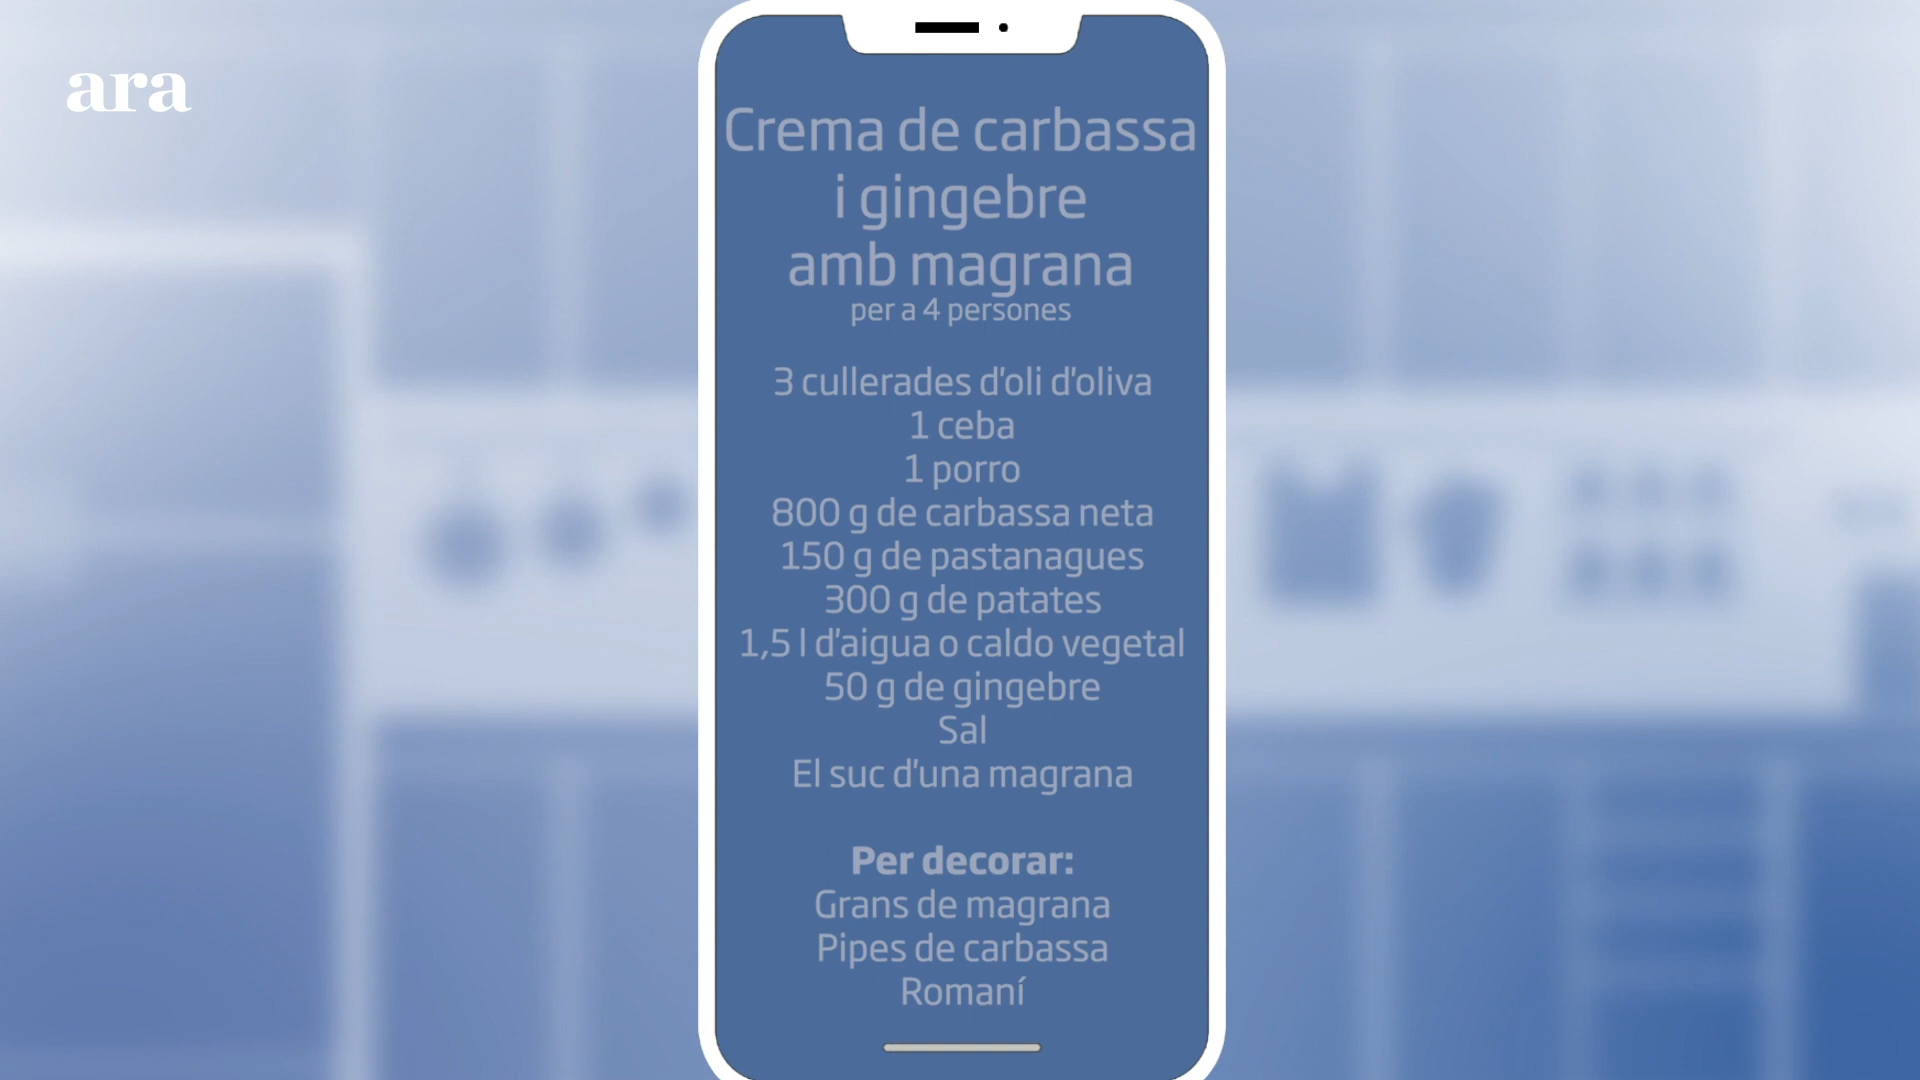 ara
Crema de carbassa
i gingebre
amb magrana
per a 4 persones
3 cullerades d'oli d'oliva
1 ceba
1 porro
800 g de carbassa neta
150 g de pastanagues
300 g de patates
1,5 l d'aigua o caldo vegetal
50 g de gingebre
Sal
El suc d'una magrana
Per decorar:
Grans de magrana
Pipes de carbassa
Romaní